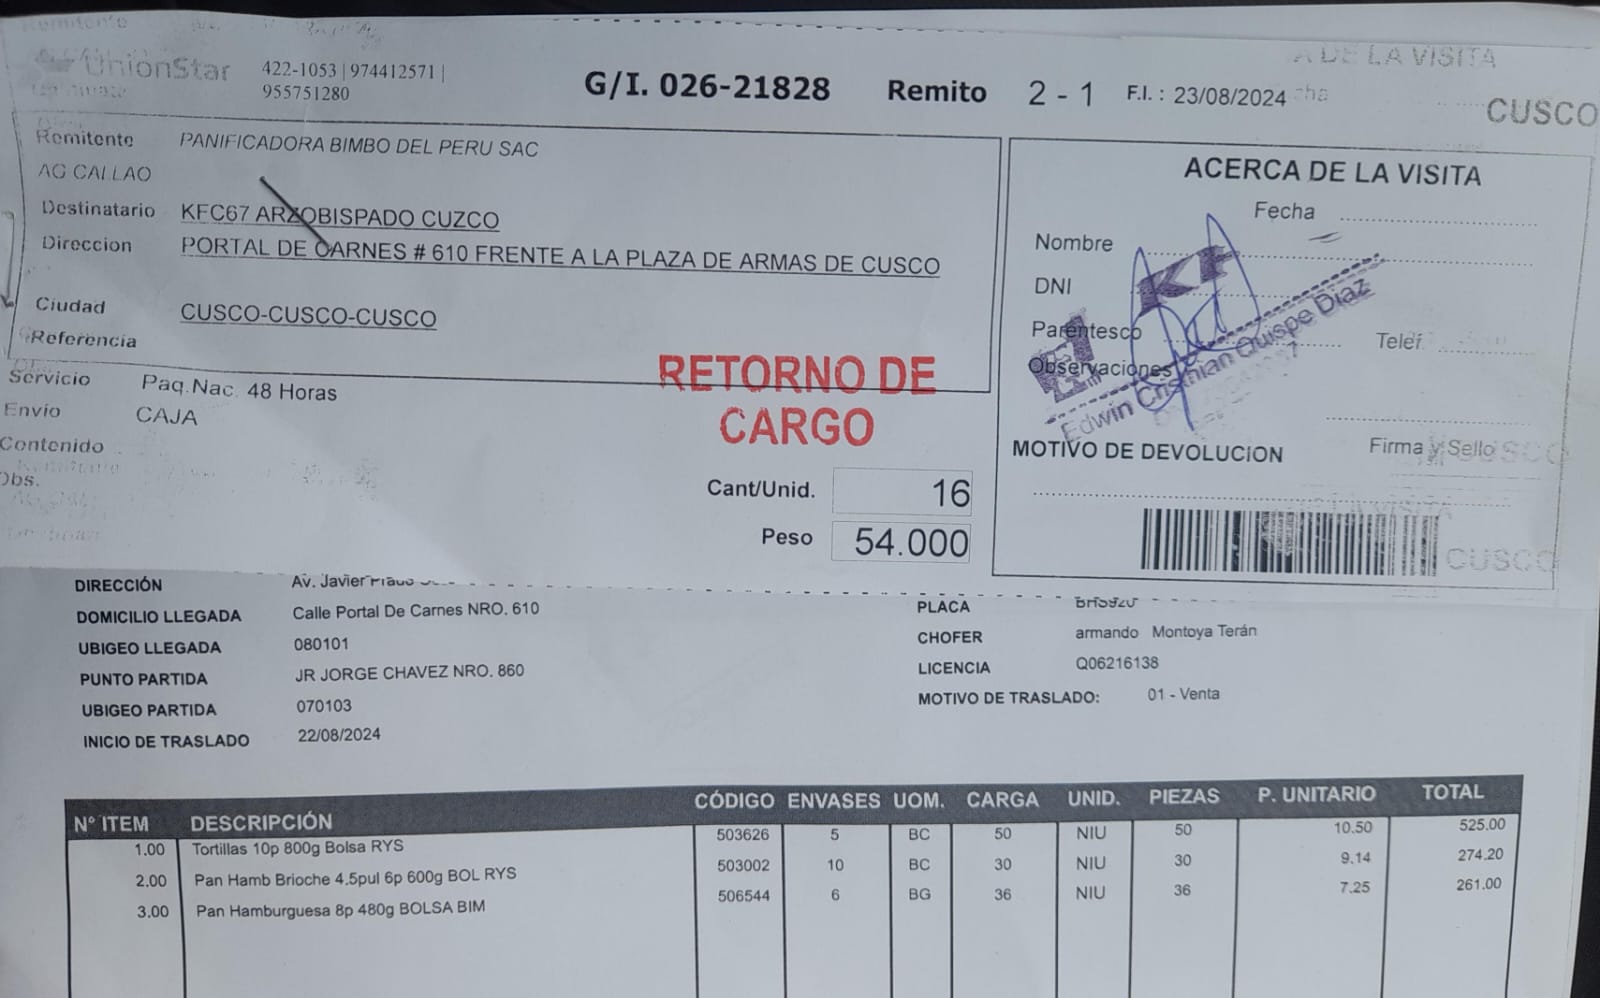 UnionStar 422-1053 | 974412571 |
955751280
G/I. 026-21828 Remito 2 - 1 F.I. : 23/08/2024
CUSCO
Remitente PANIFICADORA BIMBO DEL PERU SAC
AG CALLAO
Destinatario KFC67 ARZOBISPADO CUZCO
Direccion PORTAL DE CARNES # 610 FRENTE A LA PLAZA DE ARMAS DE CUSCO
Ciudad CUSCO-CUSCO-CUSCO
Referencia
Servicio Paq.Nac. 48 Horas
Envio CAJA
Contenido
Obs.
RETORNO DE
CARGO
Cant/Unid. 16
Peso 54.000
A DE LA VISITA
ACERCA DE LA VISITA
Fecha
Nombre
DNI
Parentesco
Telef.
Observaciones
KF
Edwin Cristhian Quispe Diaz
Firma y Sello
MOTIVO DE DEVOLUCION
CUSCO
DIRECCIÓN Av. Javier
DOMICILIO LLEGADA Calle Portal De Carnes NRO. 610
UBIGEO LLEGADA 080101
PUNTO PARTIDA JR JORGE CHAVEZ NRO. 860
UBIGEO PARTIDA 070103
INICIO DE TRASLADO 22/08/2024
PLACA
CHOFER armando Montoya Terán
LICENCIA Q06216138
MOTIVO DE TRASLADO: 01 - Venta
N° ITEM DESCRIPCIÓN CÓDIGO ENVASES UOM. CARGA UNID. PIEZAS P. UNITARIO TOTAL
1.00 Tortillas 10p 800g Bolsa RYS 503626 5 BC 50 NIU 50 10.50 525.00
2.00 Pan Hamb Brioche 4.5pul 6p 600g BOL RYS 503002 10 BC 30 NIU 30 9.14 274.20
3.00 Pan Hamburguesa 8p 480g BOLSA BIM 506544 6 BG 36 NIU 36 7.25 261.00